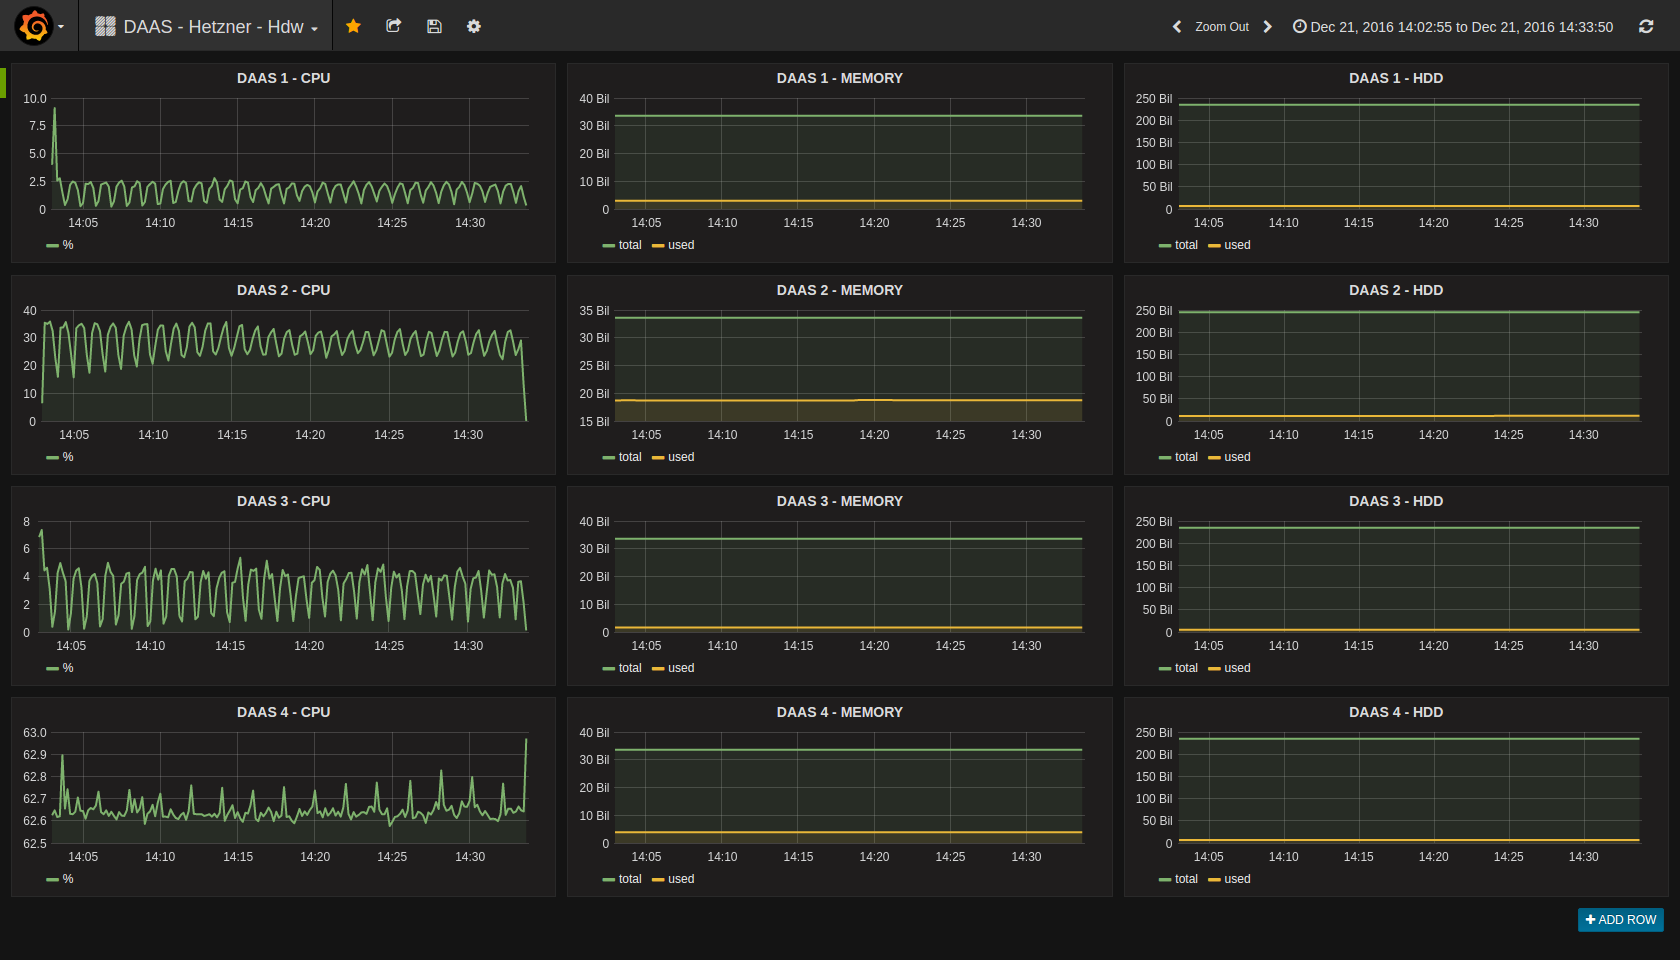 DAAS - Hetzner - Hdw
Zoom Out
Dec 21, 2016 14:02:55 to Dec 21, 2016 14:33:50
DAAS 1 - CPU
10.0
7.5
5.0
2.5
0
14:05 14:10 14:15 14:20 14:25 14:30
%
DAAS 1 - MEMORY
40 Bil
30 Bil
20 Bil
10 Bil
0
14:05 14:10 14:15 14:20 14:25 14:30
total used
DAAS 1 - HDD
250 Bil
200 Bil
150 Bil
100 Bil
50 Bil
0
14:05 14:10 14:15 14:20 14:25 14:30
total used
DAAS 2 - CPU
40
30
20
10
0
14:05 14:10 14:15 14:20 14:25 14:30
%
DAAS 2 - MEMORY
35 Bil
30 Bil
25 Bil
20 Bil
15 Bil
14:05 14:10 14:15 14:20 14:25 14:30
total used
DAAS 2 - HDD
250 Bil
200 Bil
150 Bil
100 Bil
50 Bil
0
14:05 14:10 14:15 14:20 14:25 14:30
total used
DAAS 3 - CPU
8
6
4
2
0
14:05 14:10 14:15 14:20 14:25 14:30
%
DAAS 3 - MEMORY
40 Bil
30 Bil
20 Bil
10 Bil
0
14:05 14:10 14:15 14:20 14:25 14:30
total used
DAAS 3 - HDD
250 Bil
200 Bil
150 Bil
100 Bil
50 Bil
0
14:05 14:10 14:15 14:20 14:25 14:30
total used
DAAS 4 - CPU
63.0
62.9
62.8
62.7
62.6
62.5
14:05 14:10 14:15 14:20 14:25 14:30
%
DAAS 4 - MEMORY
40 Bil
30 Bil
20 Bil
10 Bil
0
14:05 14:10 14:15 14:20 14:25 14:30
total used
DAAS 4 - HDD
250 Bil
200 Bil
150 Bil
100 Bil
50 Bil
0
14:05 14:10 14:15 14:20 14:25 14:30
total used
+ ADD ROW